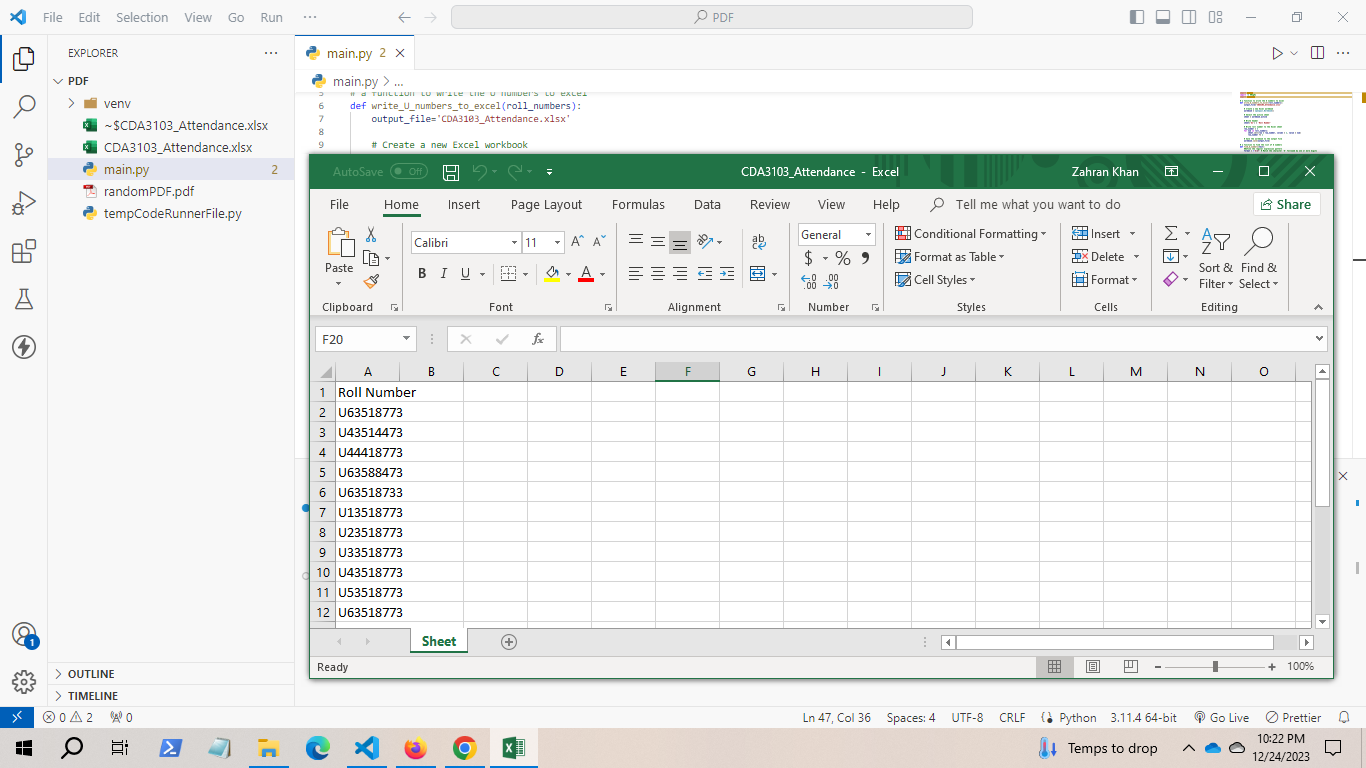 File Edit Selection View Go Run ···
PDF
EXPLORER ···
PDF
venv
~$CDA3103_Attendance.xlsx
CDA3103_Attendance.xlsx
main.py 2
randomPDF.pdf
tempCodeRunnerFile.py
OUTLINE
TIMELINE
main.py 2
main.py > ...
5 # a function to write the U numbers to excel
6 def write_U_numbers_to_excel(roll_numbers):
7 output_file='CDA3103_Attendance.xlsx'
8
9 # Create a new Excel workbook
AutoSave Off
CDA3103_Attendance - Excel
Zahran Khan
File Home Insert Page Layout Formulas Data Review View Help Tell me what you want to do
Share
Paste
Clipboard
Calibri 11
B I U
Font
ab
Alignment
General
$ % ,
Number
Conditional Formatting
Format as Table
Cell Styles
Styles
Insert
Delete
Format
Cells
Sort & Filter
Find & Select
Editing
F20
fx
A B C D E F G H I J K L M N O
1 Roll Number
2 U63518773
3 U43514473
4 U44418773
5 U63588473
6 U63518733
7 U13518773
8 U23518773
9 U33518773
10 U43518773
11 U53518773
12 U63518773
Sheet
Ready
100%
1
0 2 0
Ln 47, Col 36 Spaces: 4 UTF-8 CRLF Python 3.11.4 64-bit Go Live Prettier
Temps to drop
10:22 PM
12/24/2023